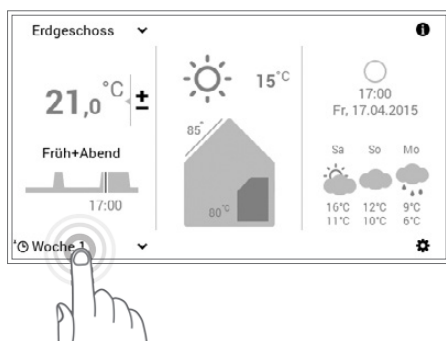 Erdgeschoss
21,0 °C ±
Früh+Abend
17:00
Woche 1
15°C
85°
80°C
17:00
Fr, 17.04.2015
Sa So Mo
16°C 12°C 9°C
11°C 10°C 6°C